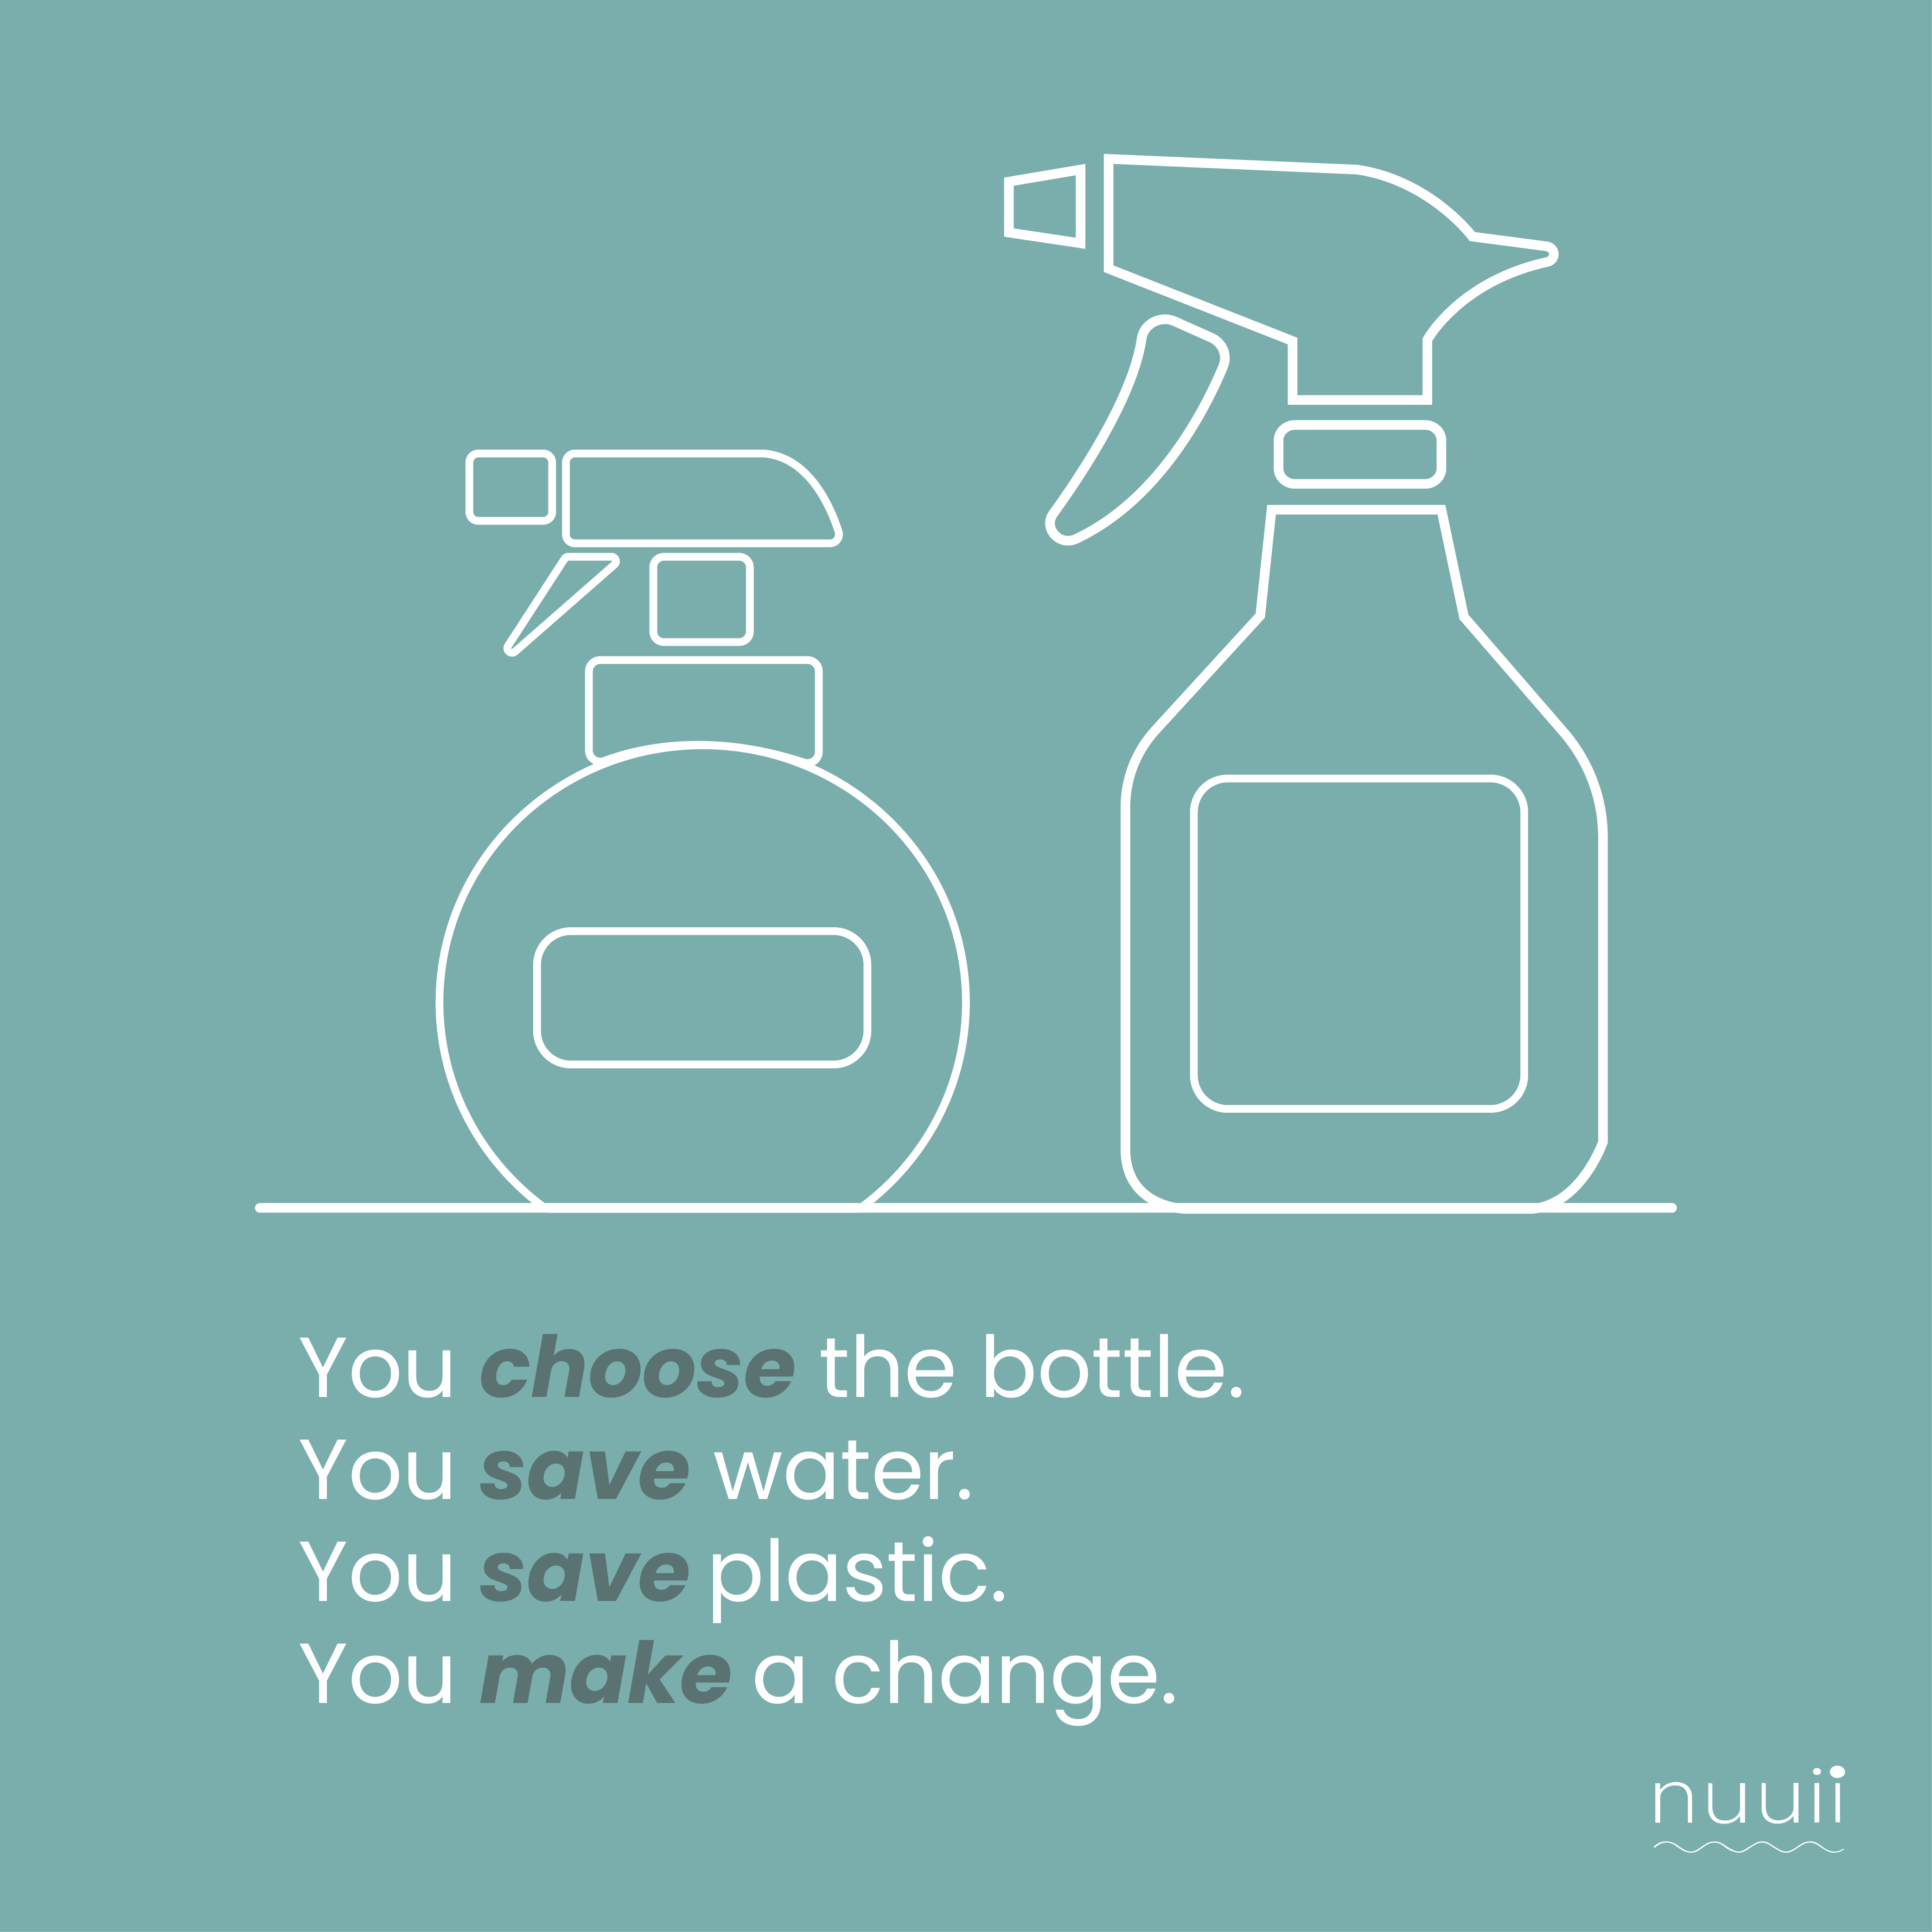 You choose the bottle.
You save water.
You save plastic.
You make a change.
nuuii